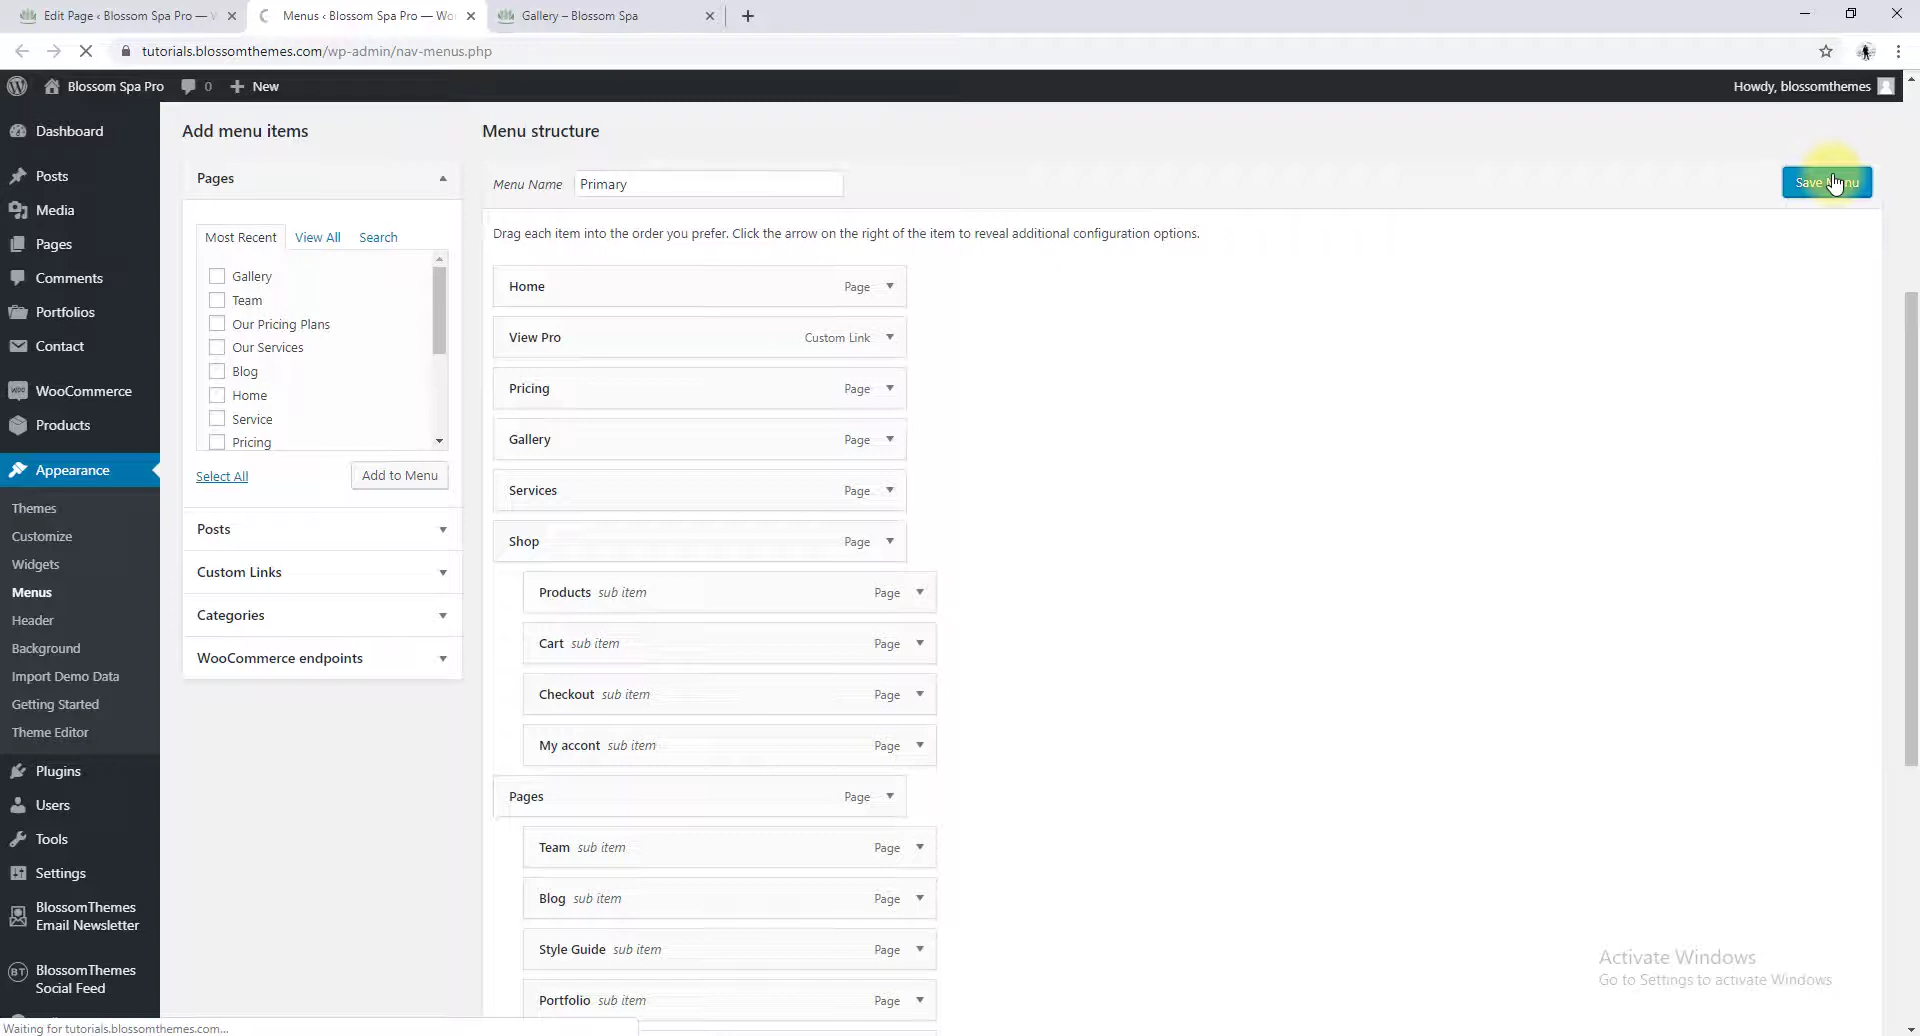 Edit Page ‹ Blossom Spa Pro —
Menus ‹ Blossom Spa Pro — Wo
Gallery – Blossom Spa
tutorials.blossomthemes.com/wp-admin/nav-menus.php
Blossom Spa Pro
0
New
Howdy, blossomthemes
Dashboard
Posts
Media
Pages
Comments
Portfolios
Contact
WooCommerce
Products
Appearance
Themes
Customize
Widgets
Menus
Header
Background
Import Demo Data
Getting Started
Theme Editor
Plugins
Users
Tools
Settings
BlossomThemes
Email Newsletter
BlossomThemes
Social Feed
Add menu items
Pages
Most Recent View All Search
Gallery
Team
Our Pricing Plans
Our Services
Blog
Home
Service
Pricing
Select All
Add to Menu
Posts
Custom Links
Categories
WooCommerce endpoints
Menu structure
Menu Name Primary
Save Menu
Drag each item into the order you prefer. Click the arrow on the right of the item to reveal additional configuration options.
Home Page
View Pro Custom Link
Pricing Page
Gallery Page
Services Page
Shop Page
Products sub item Page
Cart sub item Page
Checkout sub item Page
My accont sub item Page
Pages Page
Team sub item Page
Blog sub item Page
Style Guide sub item Page
Portfolio sub item Page
Activate Windows
Go to Settings to activate Windows
Waiting for tutorials.blossomthemes.com...